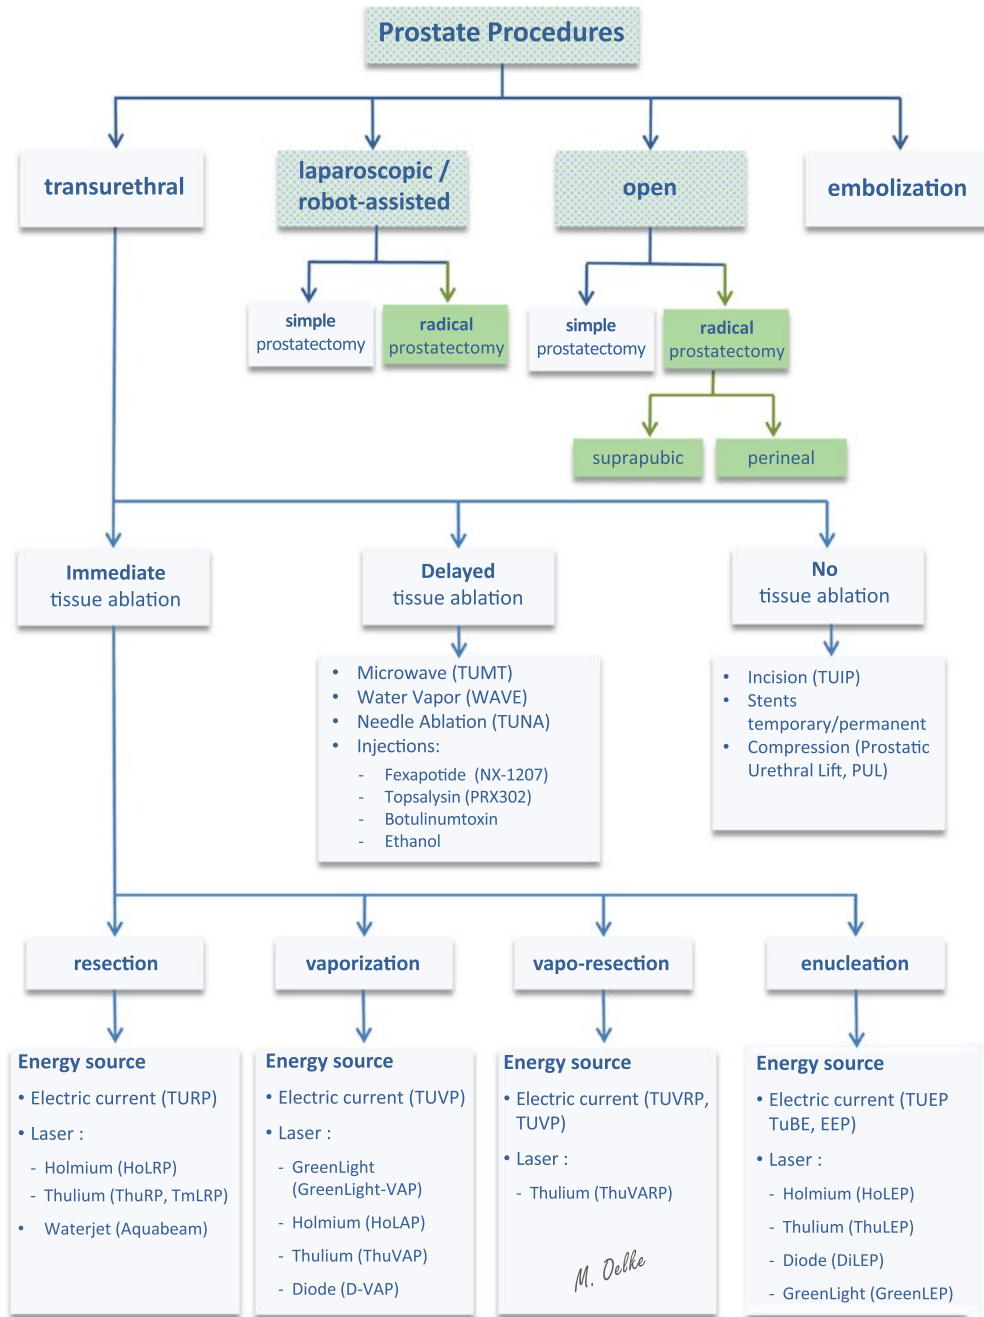 Prostate Procedures
transurethral
laparoscopic /
robot-assisted
open
embolization
simple
prostatectomy
radical
prostatectomy
simple
prostatectomy
radical
prostatectomy
suprapubic
perineal
Immediate
tissue ablation
Delayed
tissue ablation
No
tissue ablation
• Microwave (TUMT)
• Water Vapor (WAVE)
• Needle Ablation (TUNA)
• Injections:
- Fexapotide (NX-1207)
- Topsalysin (PRX302)
- Botulinumtoxin
- Ethanol
• Incision (TUIP)
• Stents
temporary/permanent
• Compression (Prostatic
Urethral Lift, PUL)
resection
vaporization
vapo-resection
enucleation
Energy source
• Electric current (TURP)
• Laser :
- Holmium (HoLRP)
- Thulium (ThuRP, TmLRP)
• Waterjet (Aquabeam)
Energy source
• Electric current (TUVP)
• Laser :
- GreenLight
(GreenLight-VAP)
- Holmium (HoLAP)
- Thulium (ThuVAP)
- Diode (D-VAP)
Energy source
• Electric current (TUVRP,
TUVP)
• Laser :
- Thulium (ThuVARP)
M. Oelke
Energy source
• Electric current (TUEP
TuBE, EEP)
• Laser :
- Holmium (HoLEP)
- Thulium (ThuLEP)
- Diode (DiLEP)
- GreenLight (GreenLEP)